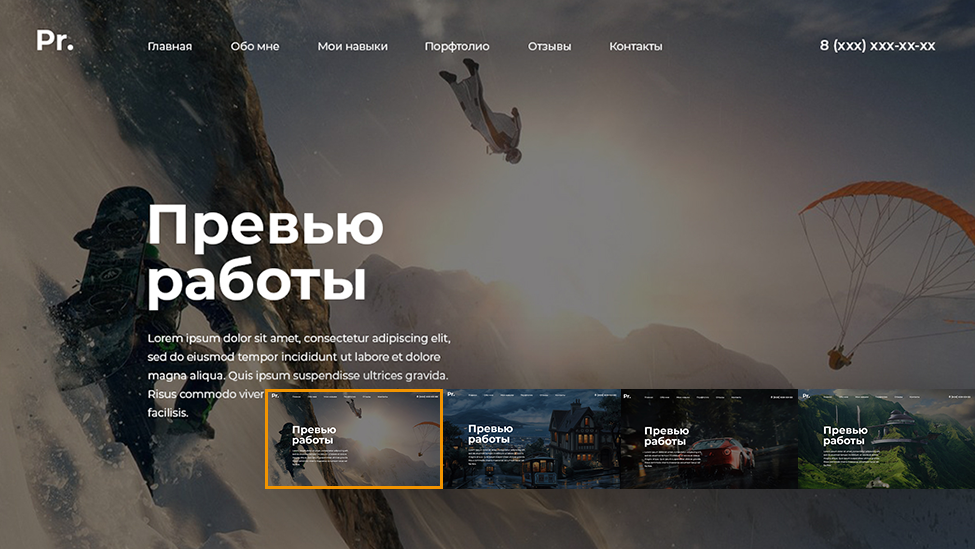 Pr.
Главная Обо мне Мои навыки Порфтолио Отзывы Контакты
8 (xxx) xxx-xx-xx
Превью
работы
Lorem ipsum dolor sit amet, consectetur adipiscing elit,
sed do eiusmod tempor incididunt ut labore et dolore
magna aliqua. Quis ipsum suspendisse ultrices gravida.
Risus commodo viver
facilisis.
Pr.
Превью
работы
Pr.
Превью
работы
Pr.
Превью
работы
Pr.
Превью
работы